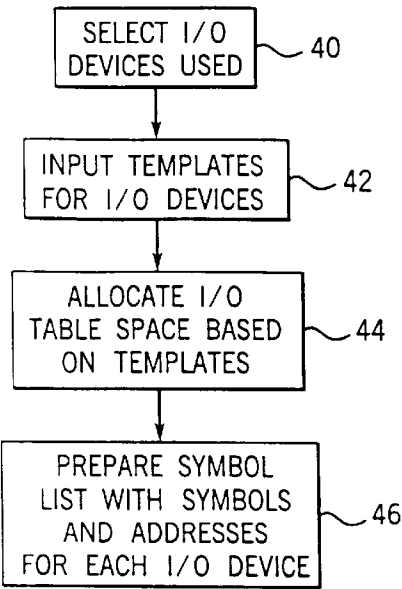 SELECT I/O
DEVICES USED
40
INPUT TEMPLATES
FOR I/O DEVICES
42
ALLOCATE I/O
TABLE SPACE BASED
ON TEMPLATES
44
PREPARE SYMBOL
LIST WITH SYMBOLS
AND ADDRESSES
FOR EACH I/O DEVICE
46